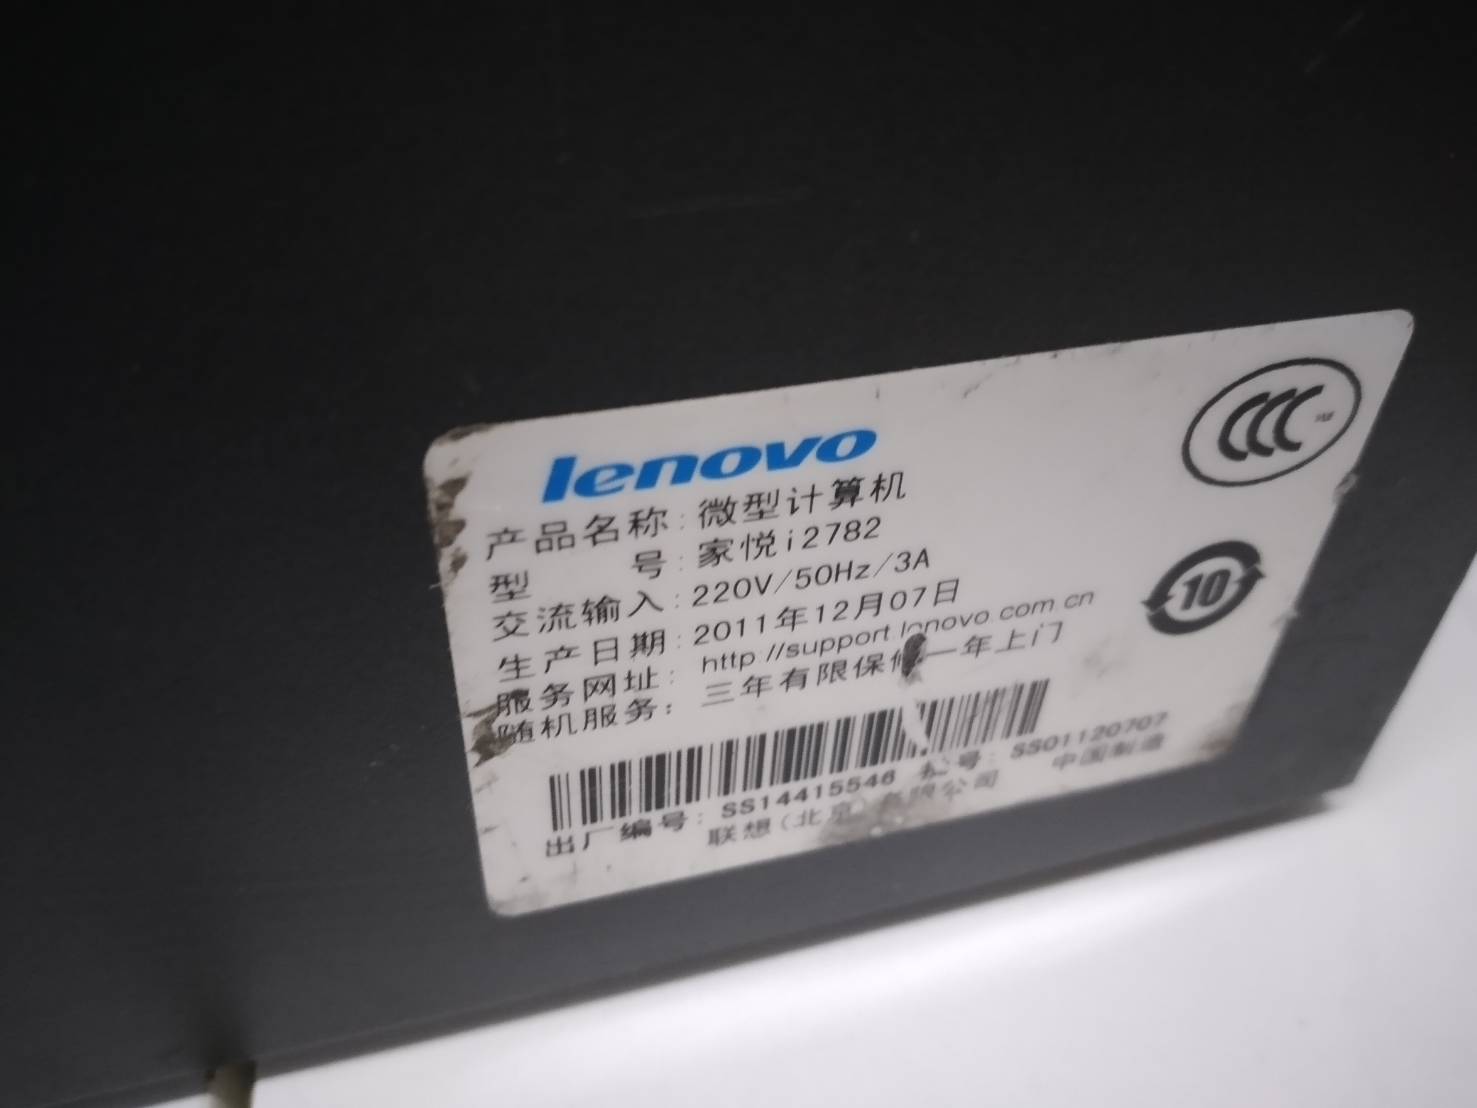 lenovo
CCC
产品名称：微型计算机
型 号：家悦i2782
交流输入：220V/50Hz/3A
10
生产日期：2011年12月07日
服务网址：http://support.lenovo.com.cn
随机服务：三年有限保修一年上门
出厂编号：SS14415546 号：SS01120707
联想(北京)有限公司 中国制造